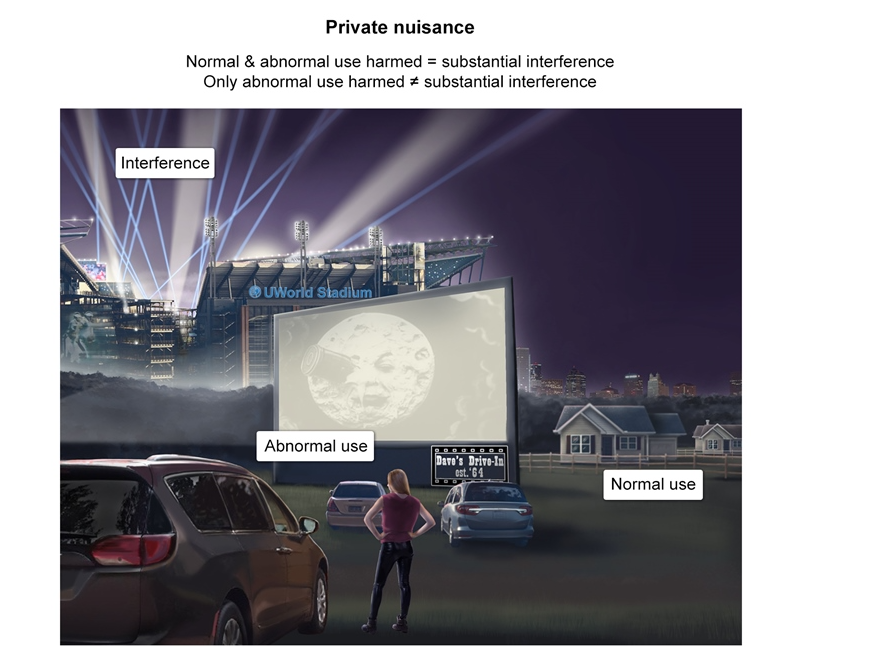 Private nuisance
Normal & abnormal use harmed = substantial interference
Only abnormal use harmed ≠ substantial interference
Interference
UWorld Stadium
Abnormal use
Dave's Drive-In
est.'64
Normal use